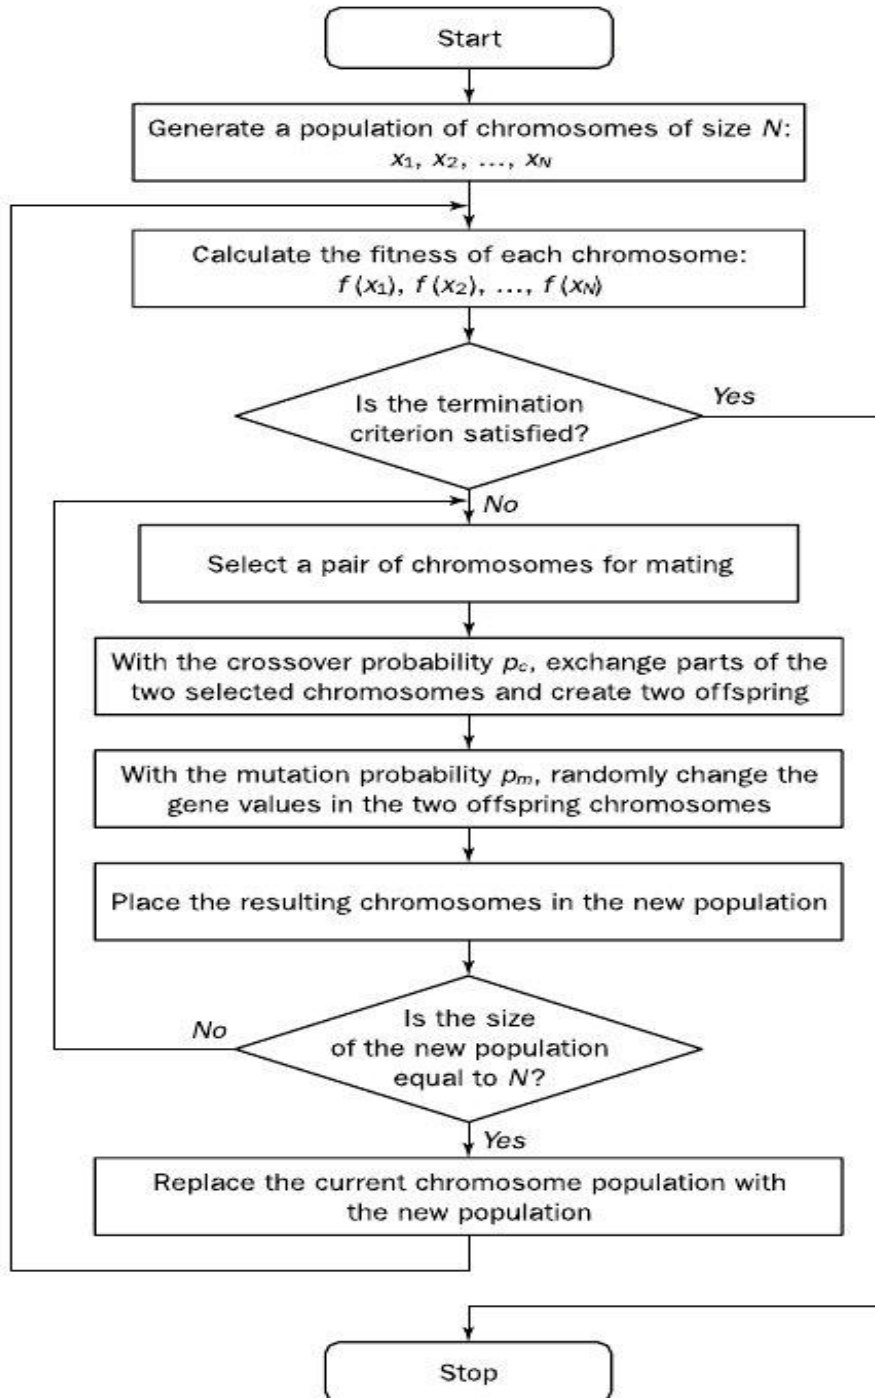 Start
Generate a population of chromosomes of size N:
x₁, x₂, ..., x_N
Calculate the fitness of each chromosome:
f (x₁), f (x₂), ..., f (x_N)
Is the termination
criterion satisfied?
Yes
No
Select a pair of chromosomes for mating
With the crossover probability p_c, exchange parts of the
two selected chromosomes and create two offspring
With the mutation probability p_m, randomly change the
gene values in the two offspring chromosomes
Place the resulting chromosomes in the new population
No
Is the size
of the new population
equal to N?
Yes
Replace the current chromosome population with
the new population
Stop